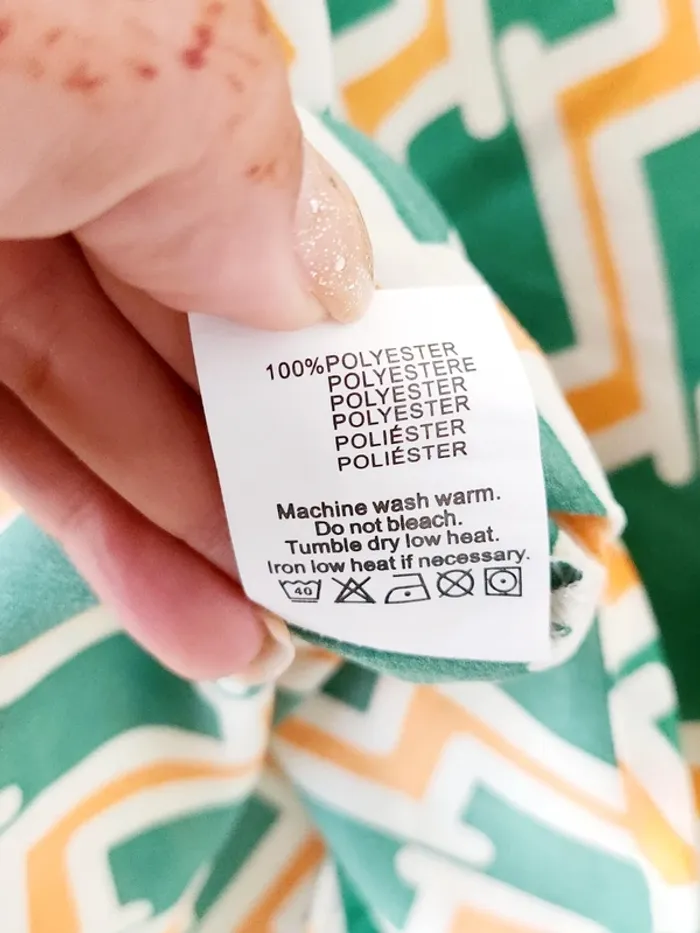 100%POLYESTER
POLYESTERE
POLYESTER
POLYESTER
POLIÉSTER
POLIÉSTER
Machine wash warm.
Do not bleach.
Tumble dry low heat.
Iron low heat if necessary.
40